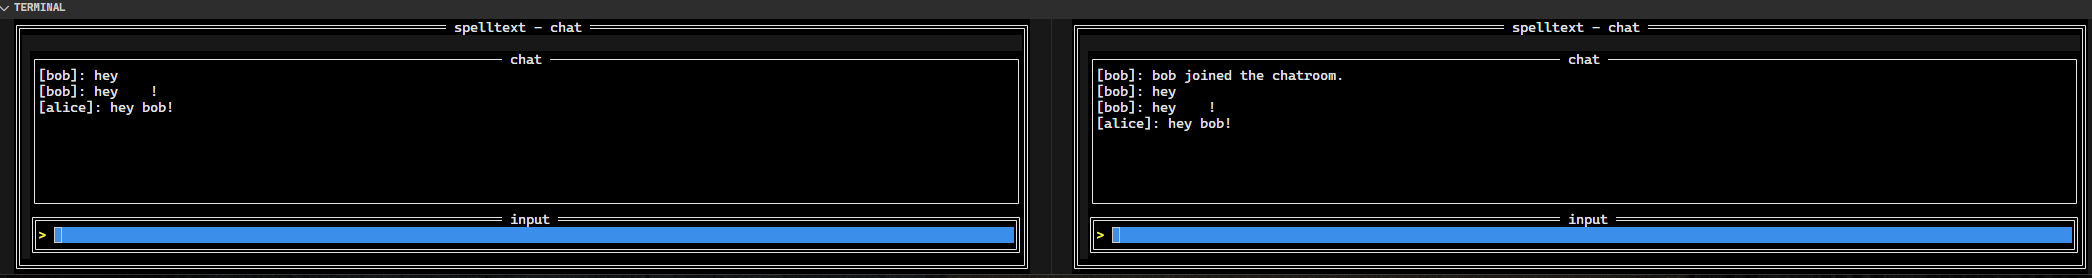 TERMINAL
spelltext - chat
chat
[bob]: hey
[bob]: hey    !
[alice]: hey bob!
input
>
spelltext - chat
chat
[bob]: bob joined the chatroom.
[bob]: hey
[bob]: hey    !
[alice]: hey bob!
input
>